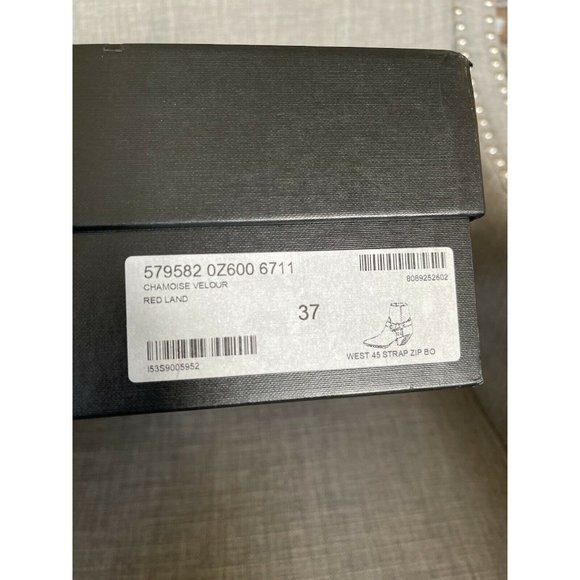 579582 0Z600 6711
CHAMOISE VELOUR
RED LAND
I53S9005952
37
8089252602
WEST 45 STRAP ZIP BO